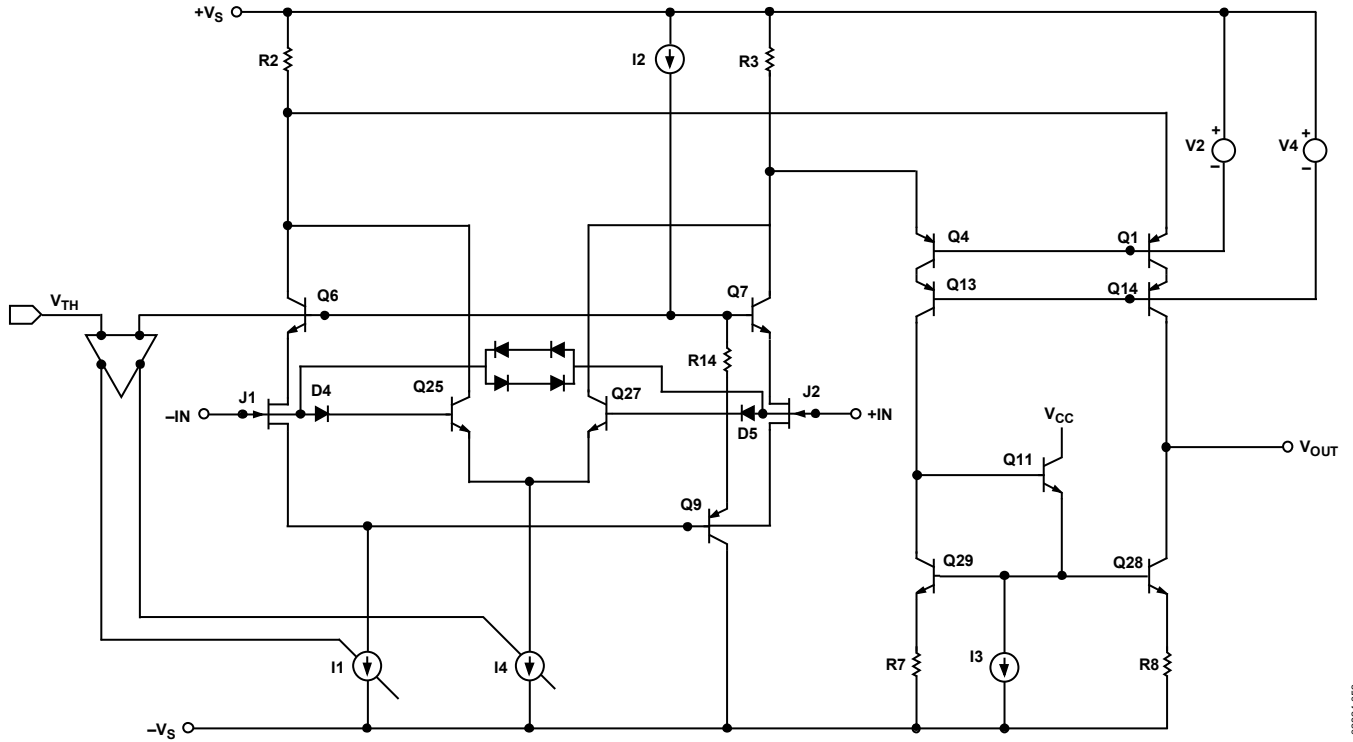 +VS
R2
I2
R3
V2
+
–
V4
+
–
Q4
Q1
Q13
Q14
VTH
Q6
Q7
R14
J1
D4
Q25
Q27
J2
–IN
D5
+IN
VCC
Q11
VOUT
Q9
Q29
Q28
I1
I4
R7
I3
R8
–VS